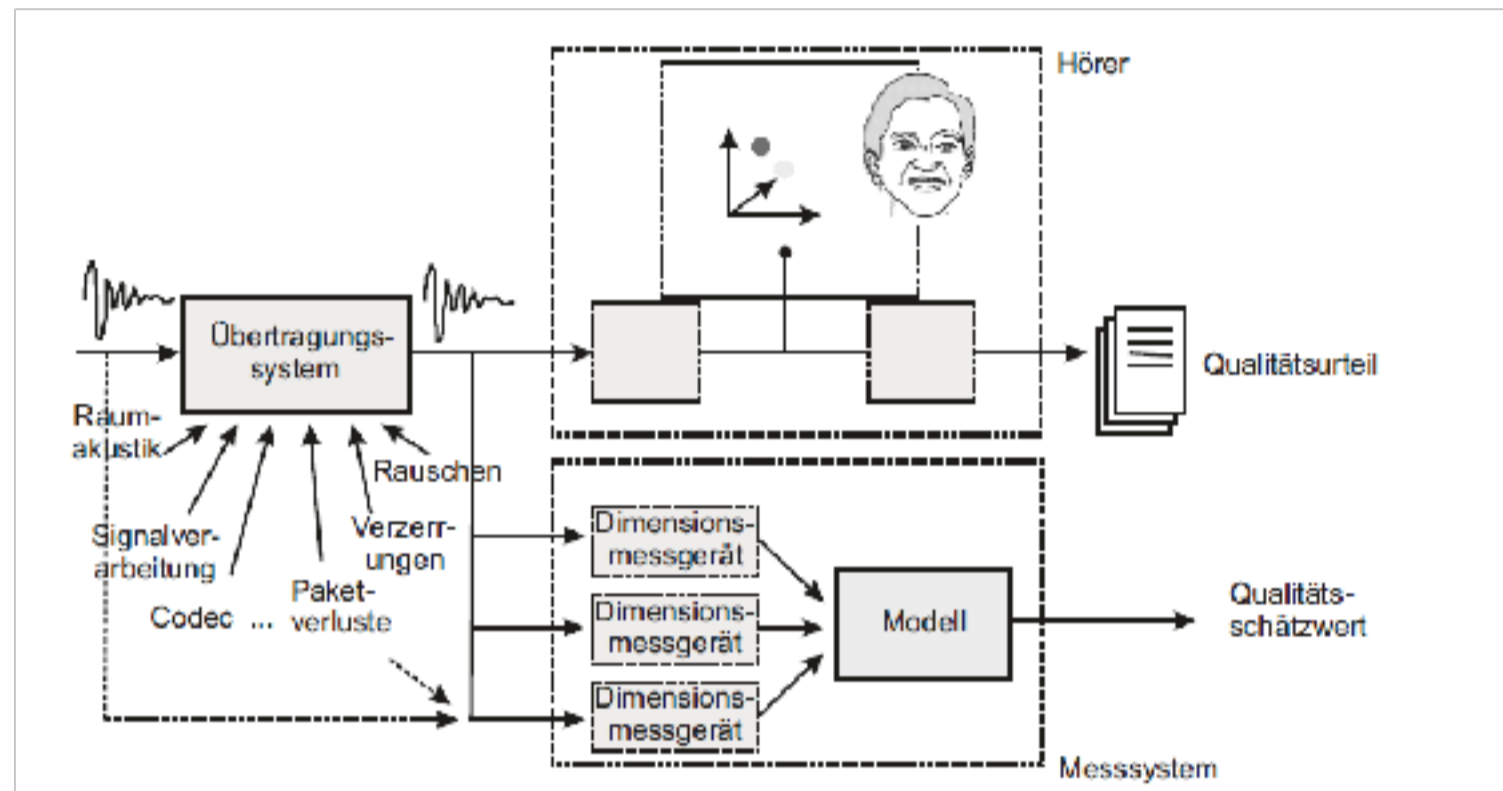 Hörer
Übertragungs-
system
Qualitätsurteil
Raum-
akustik
Rauschen
Signalver-
arbeitung
Verzerr-
ungen
Codec ...
Paket-
verluste
Dimensions-
messgerät
Dimensions-
messgerät
Dimensions-
messgerät
Modell
Qualitäts-
schätzwert
Messsystem